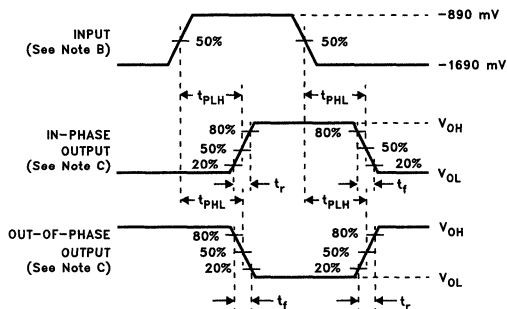 INPUT
(See Note B)
50%
50%
−890 mV
−1690 mV
tPLH
tPHL
IN-PHASE
OUTPUT
(See Note C)
80%
50%
20%
80%
50%
20%
VOH
VOL
tr
tf
tPHL
tPLH
OUT-OF-PHASE
OUTPUT
(See Note C)
80%
50%
20%
80%
50%
20%
VOH
VOL
tf
tr